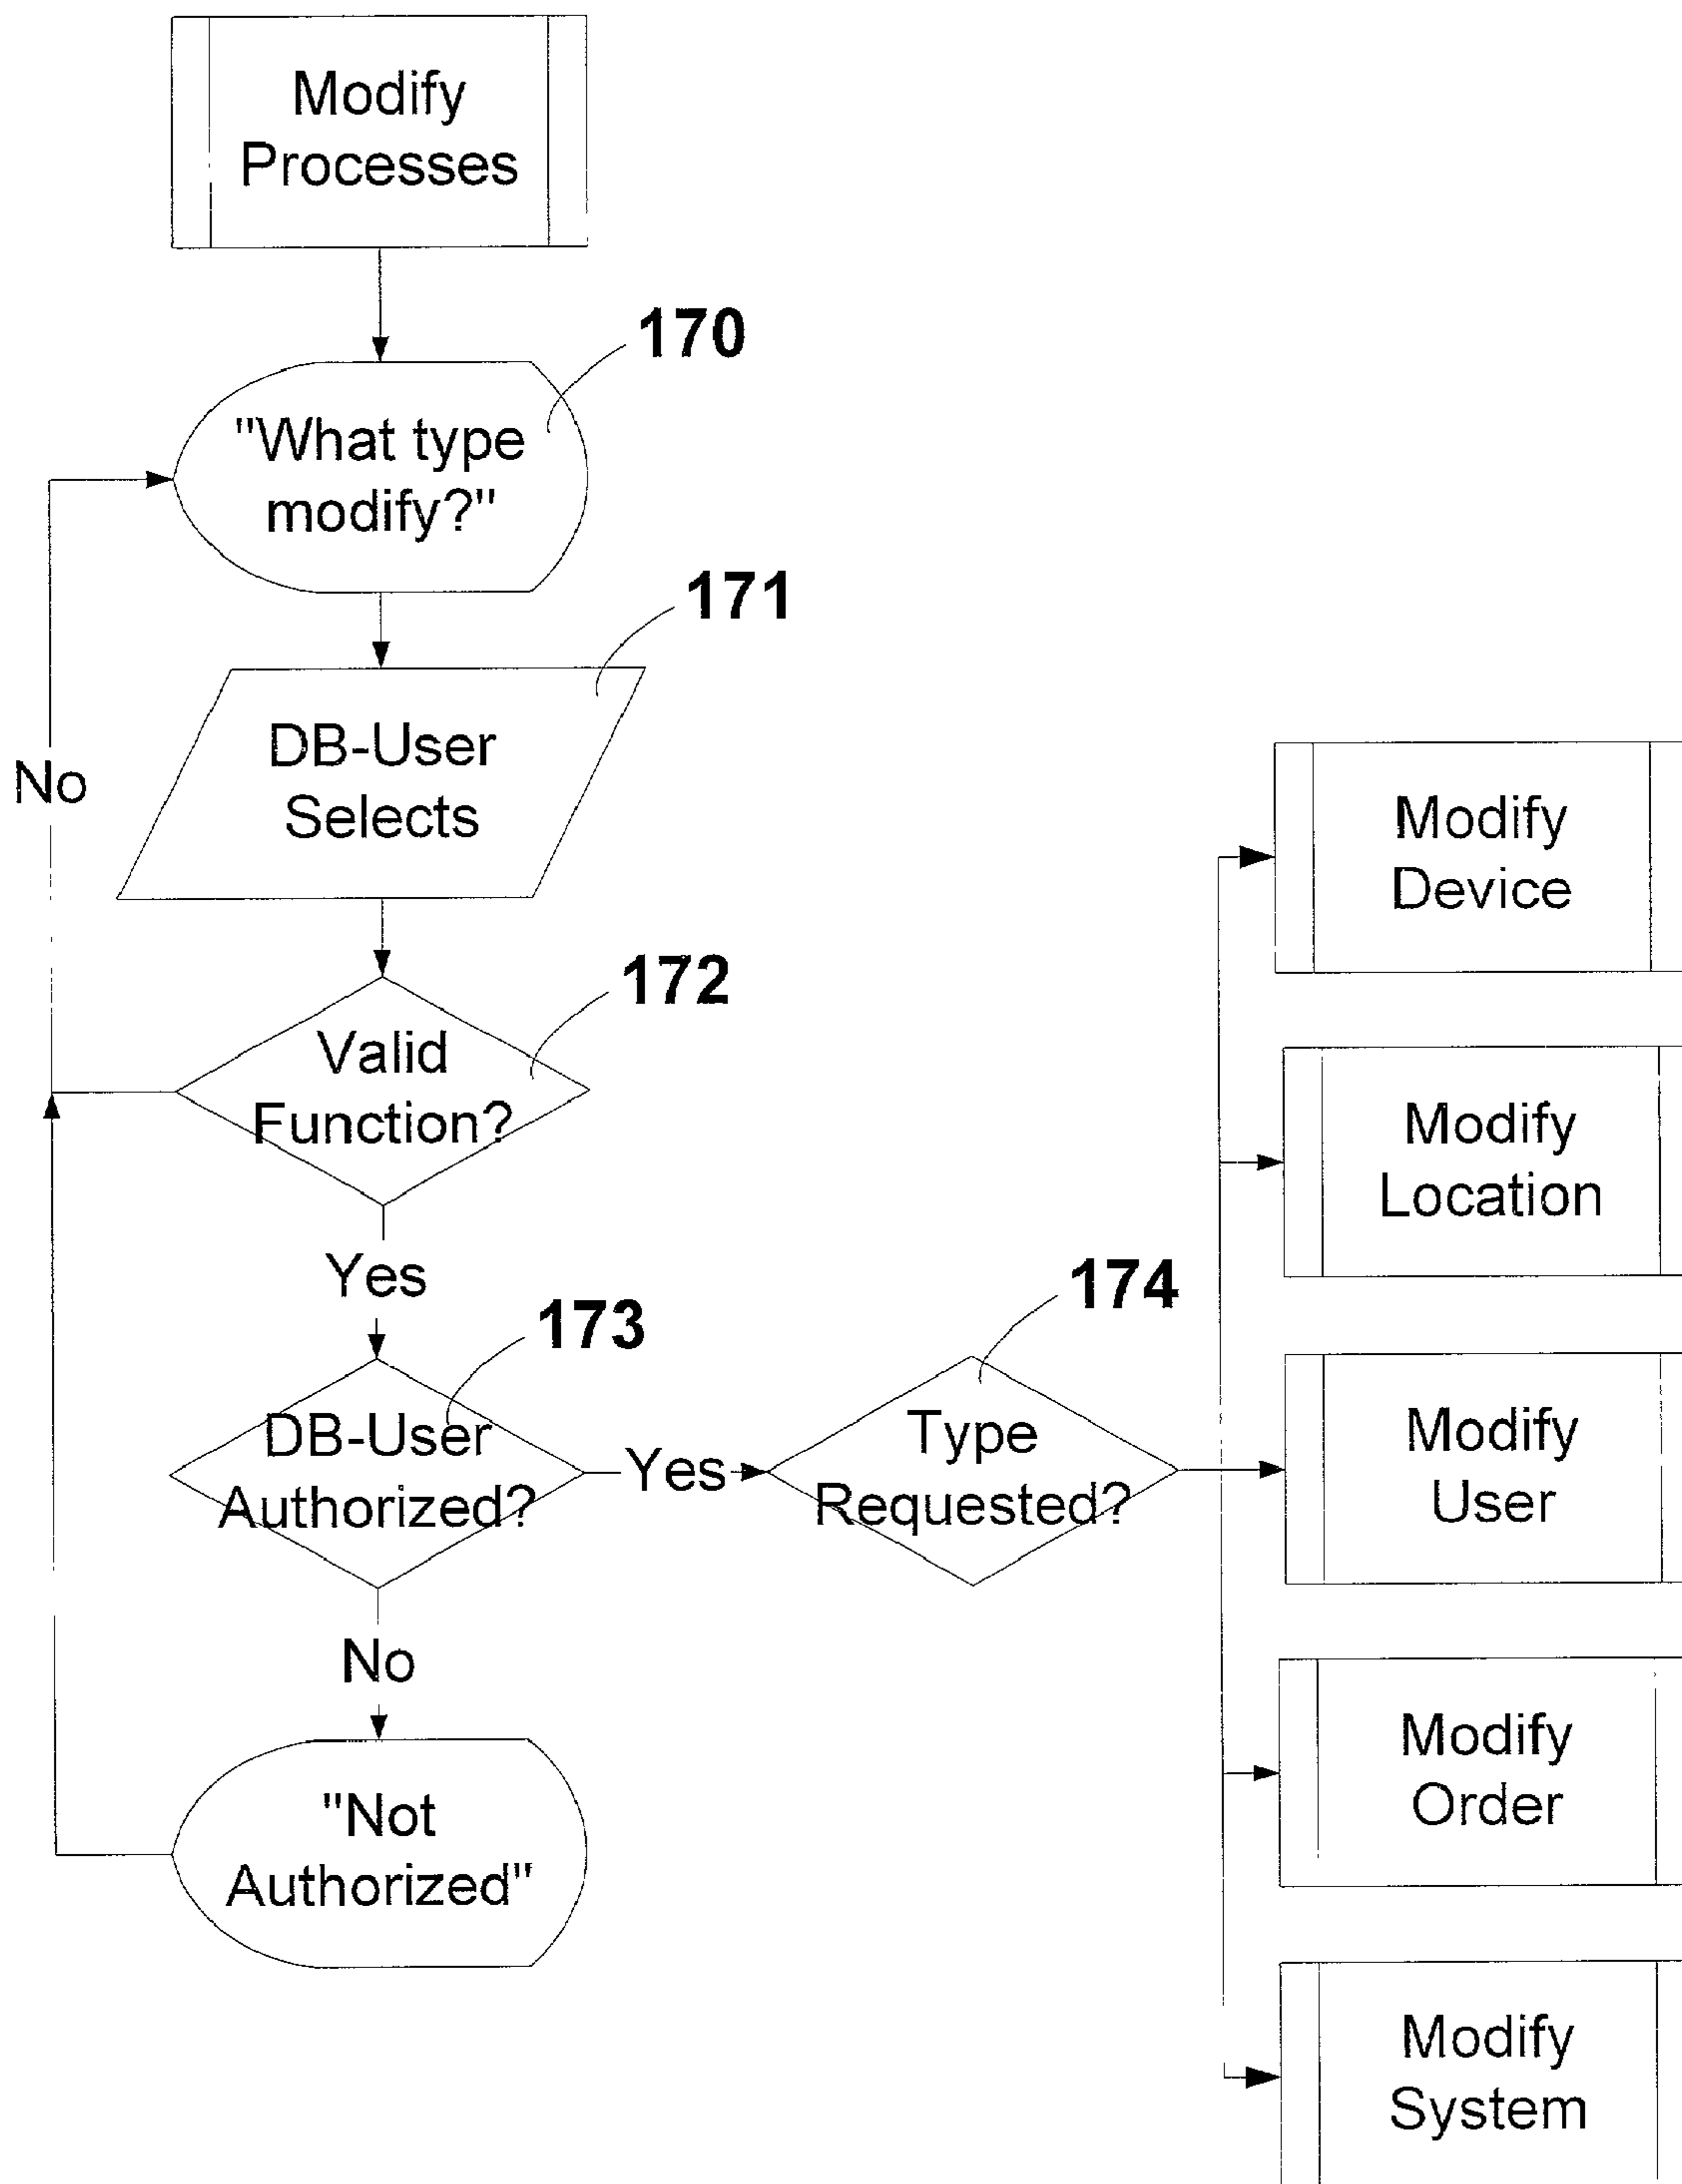 Modify
Processes
170
"What type
modify?"
171
DB-User
Selects
No
172
Valid
Function?
Yes
173
DB-User
Authorized?
Yes
174
Type
Requested?
No
"Not
Authorized"
Modify
Device
Modify
Location
Modify
User
Modify
Order
Modify
System